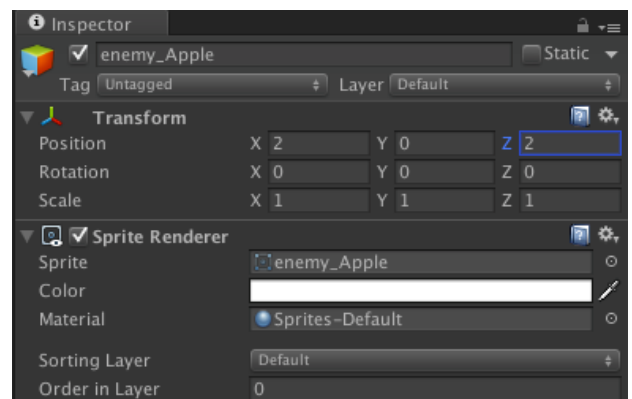 Inspector
enemy_Apple Static
Tag Untagged Layer Default
Transform
Position X 2 Y 0 Z 2
Rotation X 0 Y 0 Z 0
Scale X 1 Y 1 Z 1
Sprite Renderer
Sprite enemy_Apple
Color
Material Sprites-Default
Sorting Layer Default
Order in Layer 0